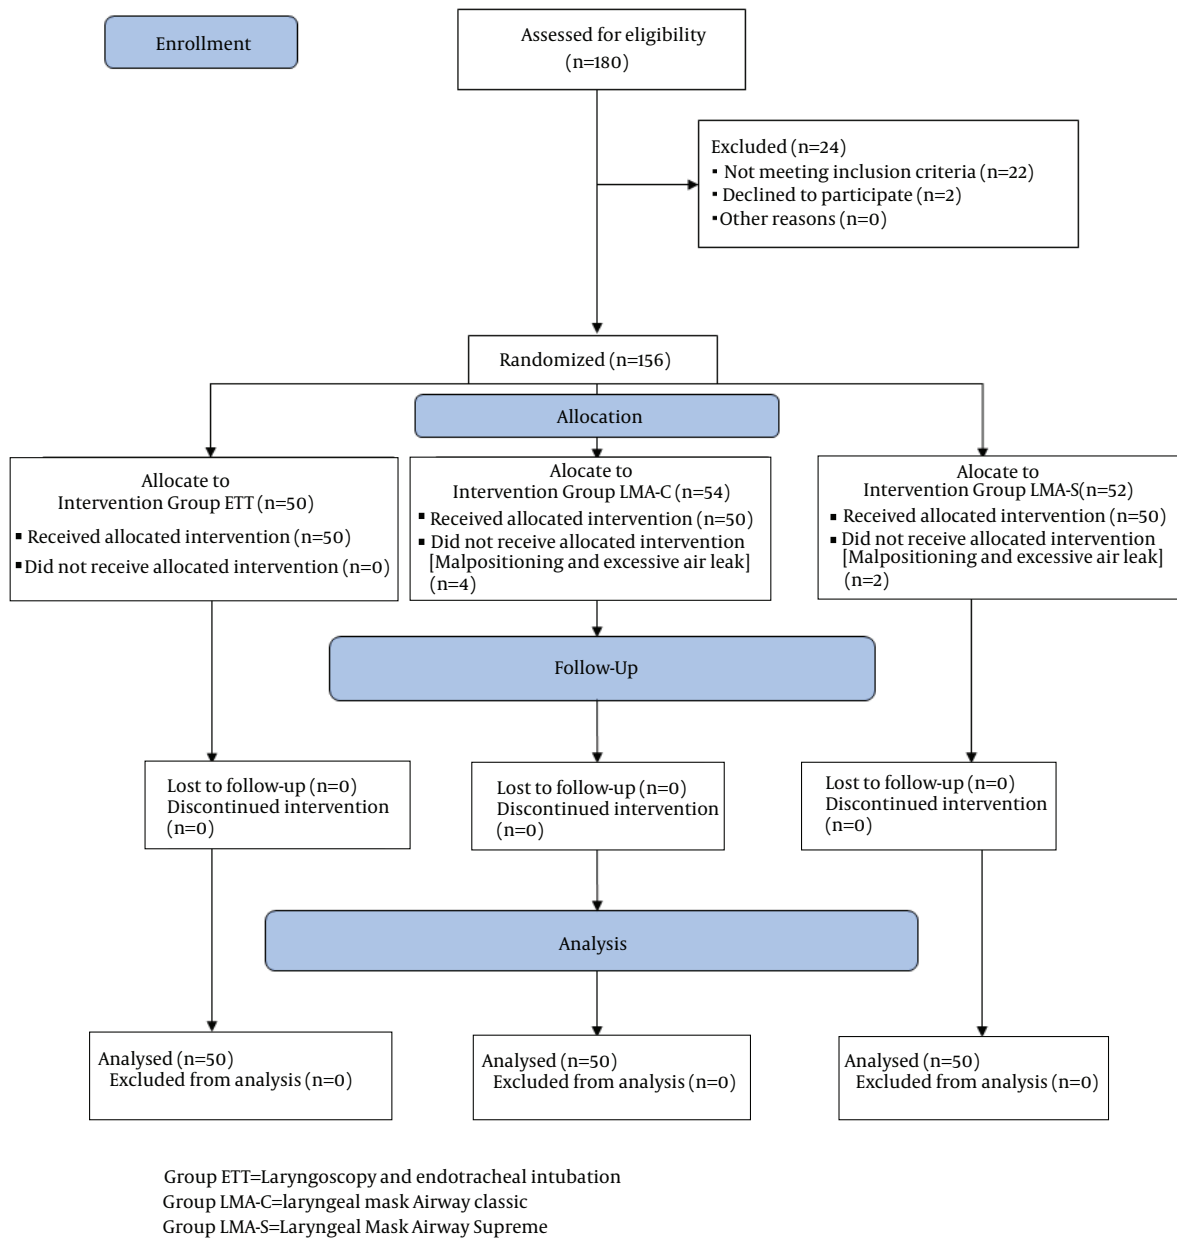 Enrollment
Assessed for eligibility
(n=180)
Excluded (n=24)
▪ Not meeting inclusion criteria (n=22)
▪ Declined to participate (n=2)
▪ Other reasons (n=0)
Randomized (n=156)
Allocation
Allocate to
Intervention Group ETT (n=50)
▪ Received allocated intervention (n=50)
▪ Did not receive allocated intervention (n=0)
Alocate to
Intervention Group LMA-C (n=54)
▪ Received allocated intervention (n=50)
▪ Did not receive allocated intervention
[Malpositioning and excessive air leak]
(n=4)
Alocate to
Intervention Group LMA-S(n=52)
▪ Received allocated intervention (n=50)
▪ Did not receive allocated intervention
[Malpositioning and excessive air leak]
(n=2)
Follow-Up
Lost to follow-up (n=0)
Discontinued intervention
(n=0)
Lost to follow-up (n=0)
Discontinued intervention
(n=0)
Lost to follow-up (n=0)
Discontinued intervention
(n=0)
Analysis
Analysed (n=50)
Excluded from analysis (n=0)
Analysed (n=50)
Excluded from analysis (n=0)
Analysed (n=50)
Excluded from analysis (n=0)
Group ETT=Laryngoscopy and endotracheal intubation
Group LMA-C=laryngeal mask Airway classic
Group LMA-S=Laryngeal Mask Airway Supreme